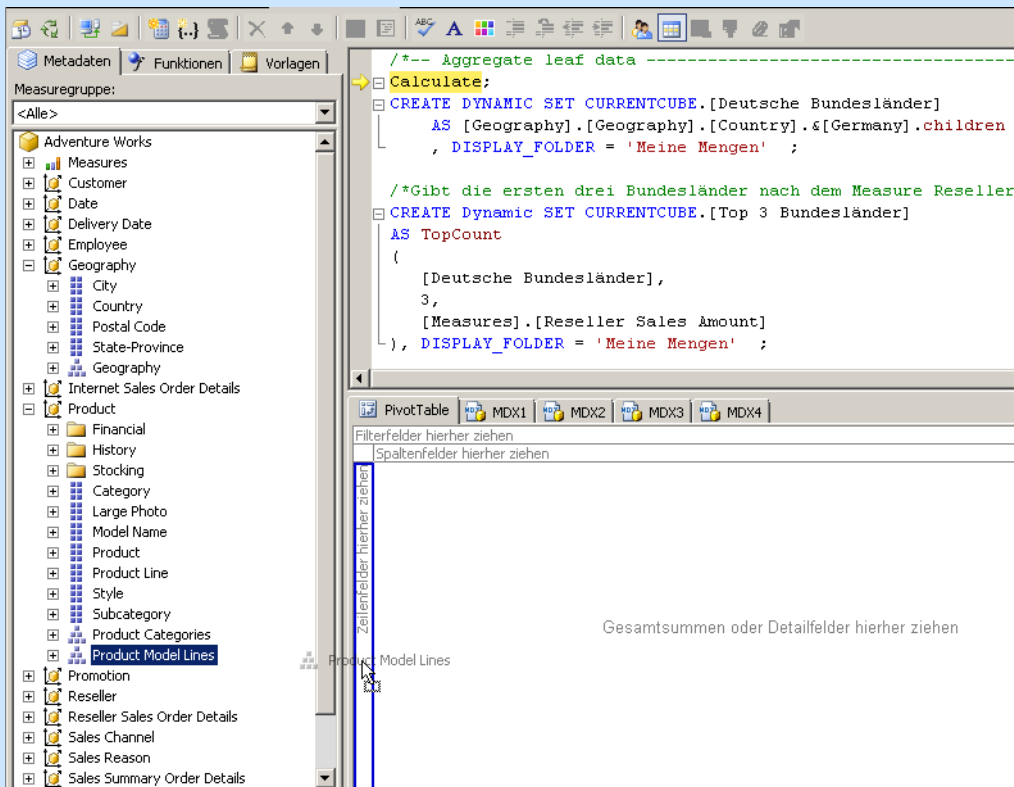 Metadaten
Funktionen
Vorlagen
Measuregruppe:
<Alle>
Adventure Works
Measures
Customer
Date
Delivery Date
Employee
Geography
City
Country
Postal Code
State-Province
Geography
Internet Sales Order Details
Product
Financial
History
Stocking
Category
Large Photo
Model Name
Product
Product Line
Style
Subcategory
Product Categories
Product Model Lines
Promotion
Reseller
Reseller Sales Order Details
Sales Channel
Sales Reason
Sales Summary Order Details
ABC
A
/*-- Aggregate leaf data ------------------------------------
Calculate;
CREATE DYNAMIC SET CURRENTCUBE.[Deutsche Bundesländer]
AS [Geography].[Geography].[Country].&[Germany].children
, DISPLAY_FOLDER = 'Meine Mengen' ;
/*Gibt die ersten drei Bundesländer nach dem Measure Reseller
CREATE Dynamic SET CURRENTCUBE.[Top 3 Bundesländer]
AS TopCount
(
[Deutsche Bundesländer],
3,
[Measures].[Reseller Sales Amount]
), DISPLAY_FOLDER = 'Meine Mengen' ;
PivotTable
MDX1
MDX2
MDX3
MDX4
Filterfelder hierher ziehen
Spaltenfelder hierher ziehen
Zeilenfelder hierher ziehen
Gesamtsummen oder Detailfelder hierher ziehen
Product Model Lines